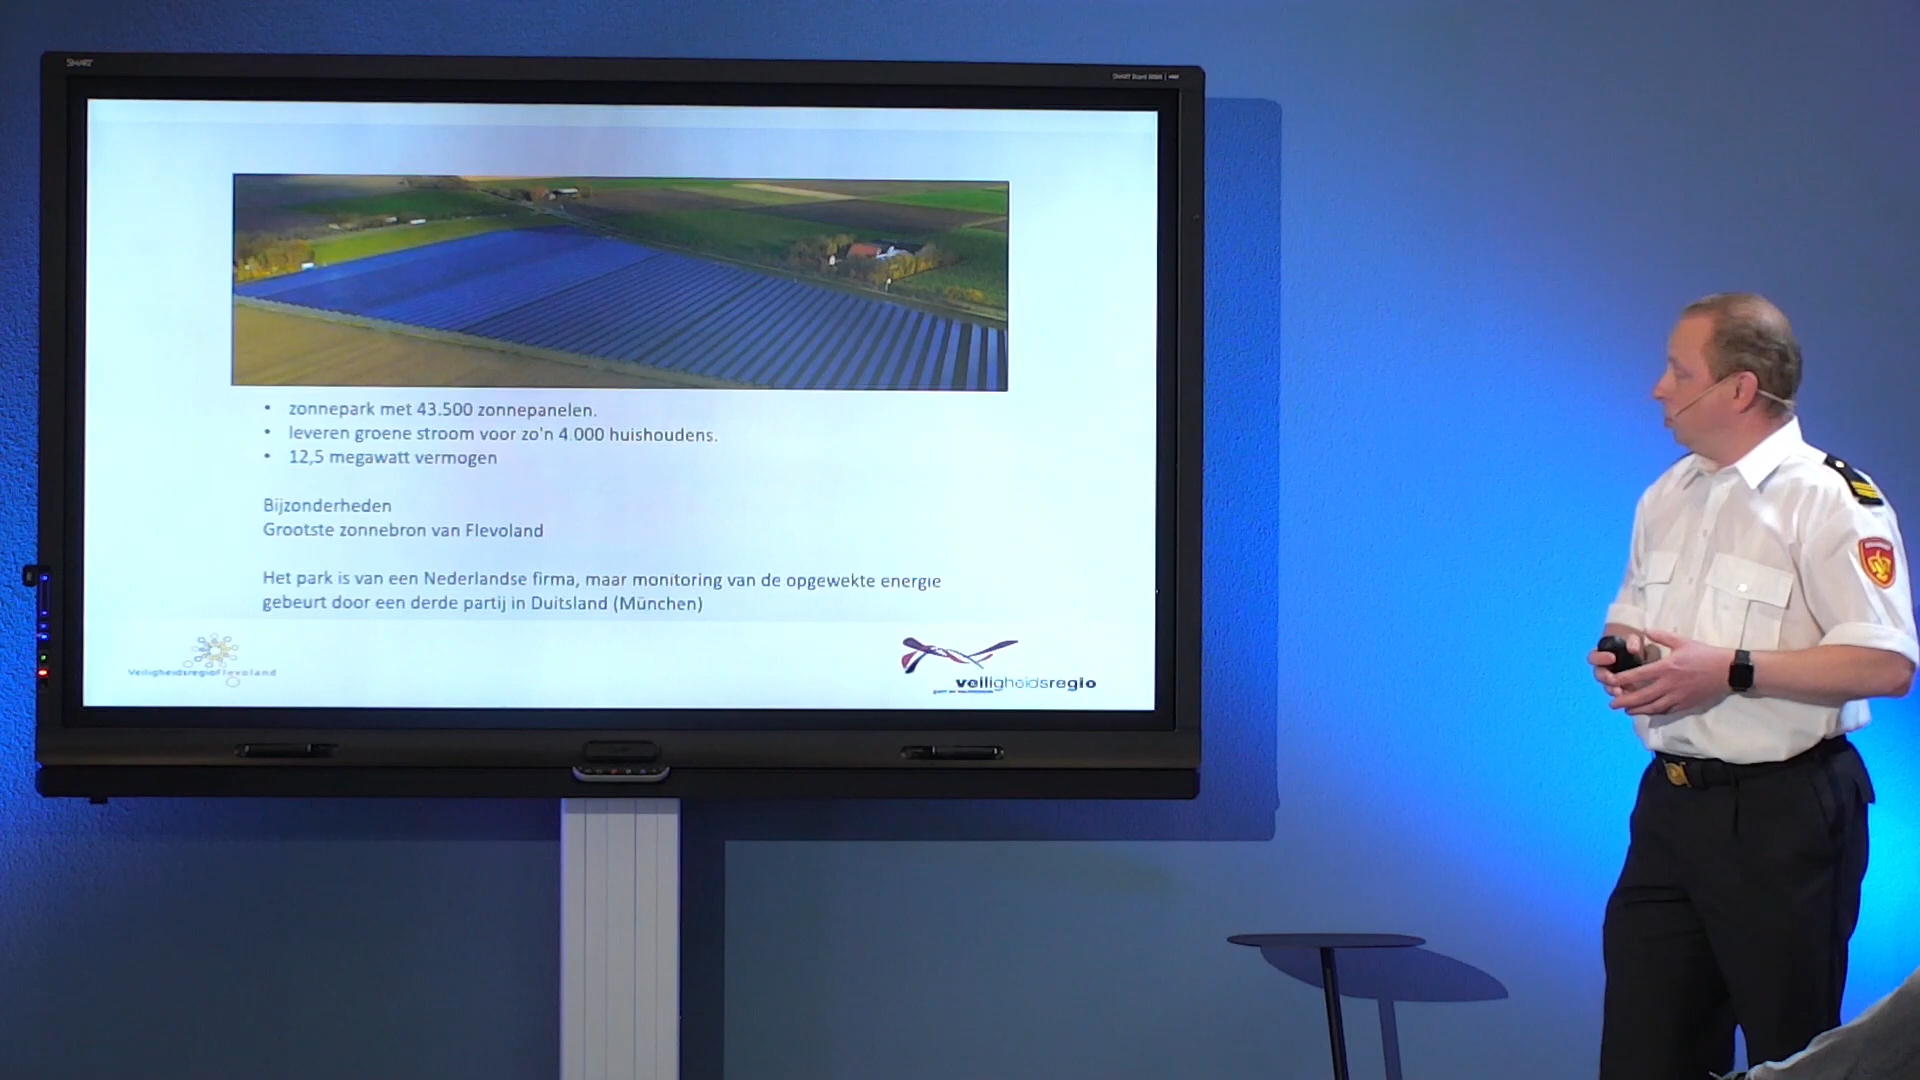 SMART
• zonnepark met 43.500 zonnepanelen.
• leveren groene stroom voor zo'n 4.000 huishoudens.
• 12,5 megawatt vermogen
Bijzonderheden
Grootste zonnebron van Flevoland
Het park is van een Nederlandse firma, maar monitoring van de opgewekte energie
gebeurt door een derde partij in Duitsland (München)
VeiligheidsregioFlevoland
veiligheidsregio